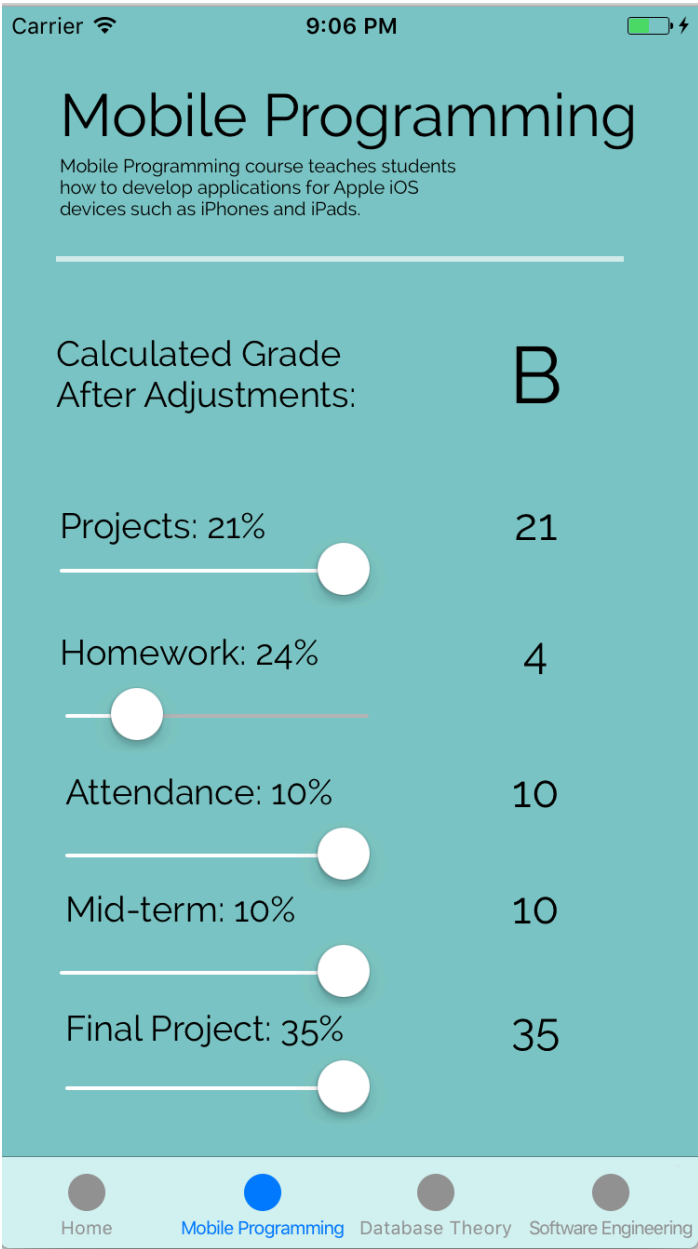 Carrier 9:06 PM
Mobile Programming
Mobile Programming course teaches students
how to develop applications for Apple iOS
devices such as iPhones and iPads.
Calculated Grade
After Adjustments:
B
Projects: 21% 21
Homework: 24% 4
Attendance: 10% 10
Mid-term: 10% 10
Final Project: 35% 35
Home Mobile Programming Database Theory Software Engineering